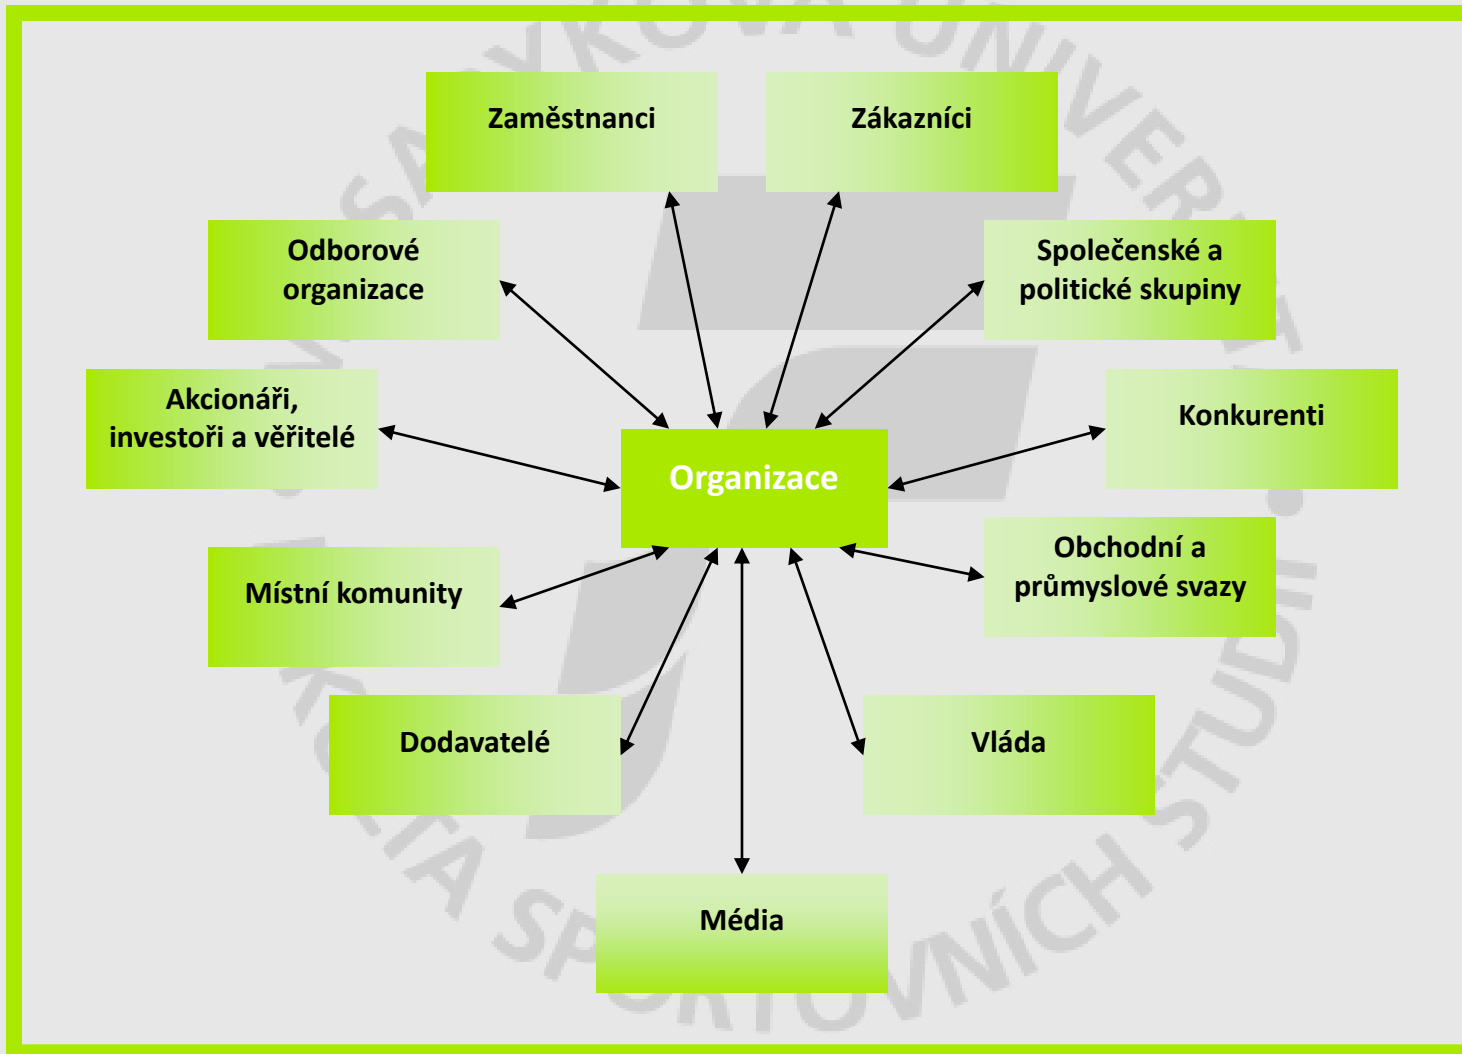 Zaměstnanci
Zákazníci
Odborové
organizace
Společenské a
politické skupiny
Akcionáři,
investoři a věřitelé
Konkurenti
Organizace
Místní komunity
Obchodní a
průmyslové svazy
Dodavatelé
Vláda
Média